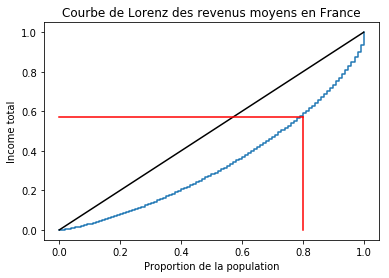 Courbe de Lorenz des revenus moyens en France
Income total
1.0
0.8
0.6
0.4
0.2
0.0
0.0 0.2 0.4 0.6 0.8 1.0
Proportion de la population